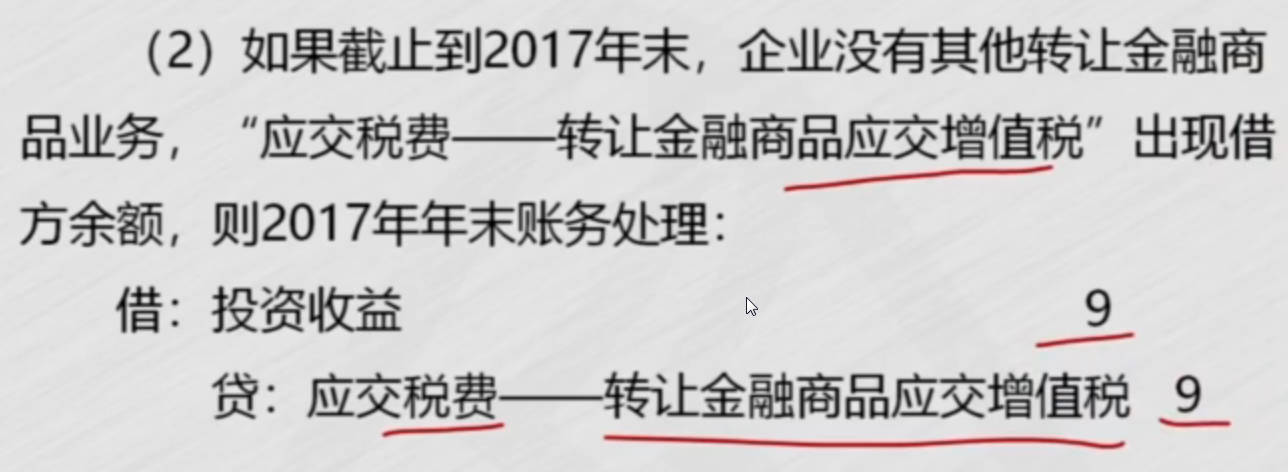 （2）如果截止到2017年末，企业没有其他转让金融商
品业务，“应交税费——转让金融商品应交增值税”出现借
方余额，则2017年年末账务处理：
借：投资收益 9
贷：应交税费——转让金融商品应交增值税 9